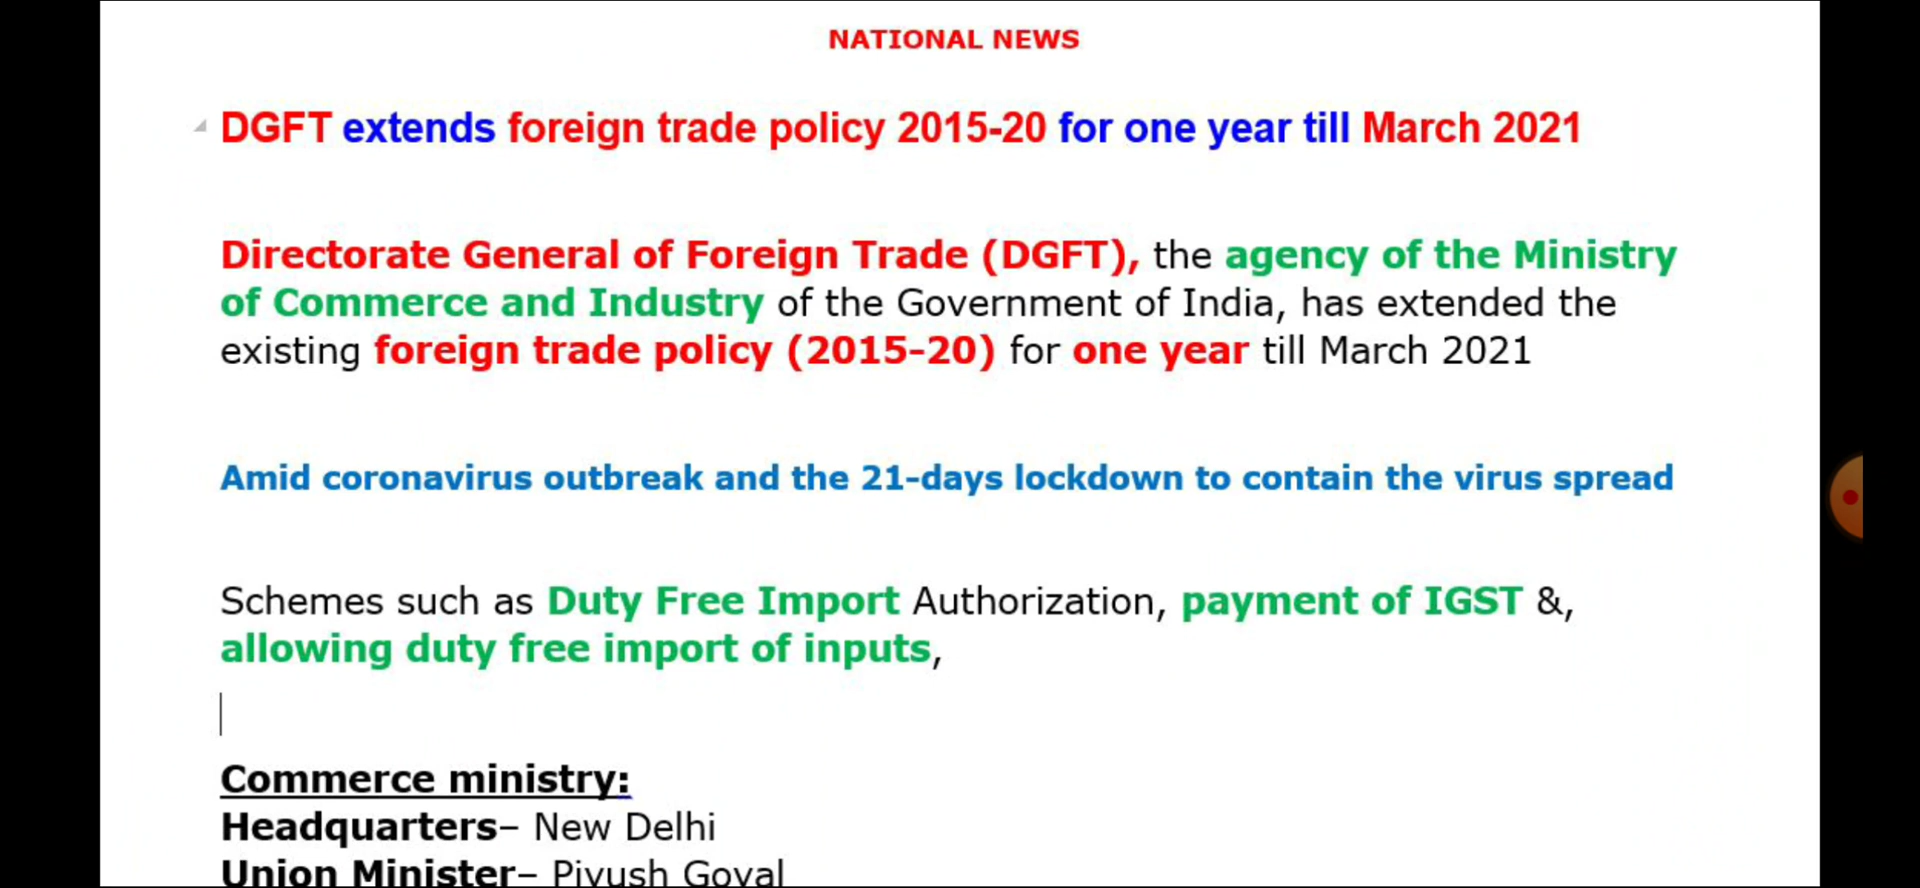 NATIONAL NEWS
DGFT extends foreign trade policy 2015-20 for one year till March 2021
Directorate General of Foreign Trade (DGFT), the agency of the Ministry
of Commerce and Industry of the Government of India, has extended the
existing foreign trade policy (2015-20) for one year till March 2021
Amid coronavirus outbreak and the 21-days lockdown to contain the virus spread
Schemes such as Duty Free Import Authorization, payment of IGST &,
allowing duty free import of inputs,
Commerce ministry:
Headquarters– New Delhi
Union Minister– Piyush Goyal